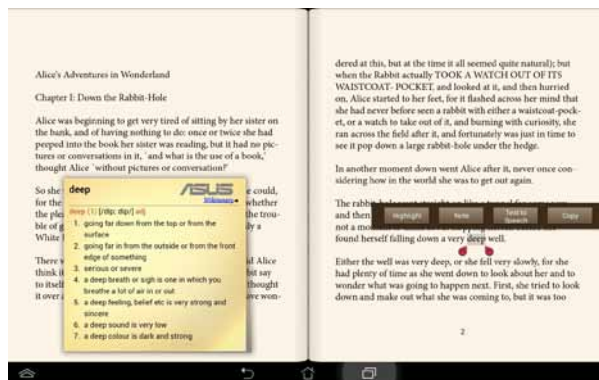 Alice's Adventures in Wonderland
Chapter I: Down the Rabbit-Hole
Alice was beginning to get very tired of sitting by her sister on
the bank, and of having nothing to do: once or twice she had
peeped into the book her sister was reading, but it had no pic-
tures or conversations in it, `and what is the use of a book,'
thought Alice `without pictures or conversation?'
So she
for the
the plea
ble of g
White
There w
think it
to itself
it over a
could,
whether
the trou-
ly a
d Alice
bit say
thought
ve won-
deep
ASUS
Wiktionary
deep (1) [/diːp; dip/] adj
1. going far down from the top or from the
surface
2. going far in from the outside or from the front
edge of something
3. serious or severe
4. a deep breath or sigh is one in which you
breathe a lot of air in or out
5. a deep feeling, belief etc is very strong and
sincere
6. a deep sound is very low
7. a deep colour is dark and strong
dered at this, but at the time it all seemed quite natural); but
when the Rabbit actually TOOK A WATCH OUT OF ITS
WAISTCOAT- POCKET, and looked at it, and then hurried
on, Alice started to her feet, for it flashed across her mind that
she had never before seen a rabbit with either a waistcoat-pock-
et, or a watch to take out of it, and burning with curiosity, she
ran across the field after it, and fortunately was just in time to
see it pop down a large rabbit-hole under the hedge.
In another moment down went Alice after it, never once con-
sidering how in the world she was to get out again.
The rabbit
and then
not a mom
found herself falling down a very deep well.
Highlight
Note
Text to
Speech
Copy
Either the well was very deep, or she fell very slowly, for she
had plenty of time as she went down to look about her and to
wonder what was going to happen next. First, she tried to look
down and make out what she was coming to, but it was too
2